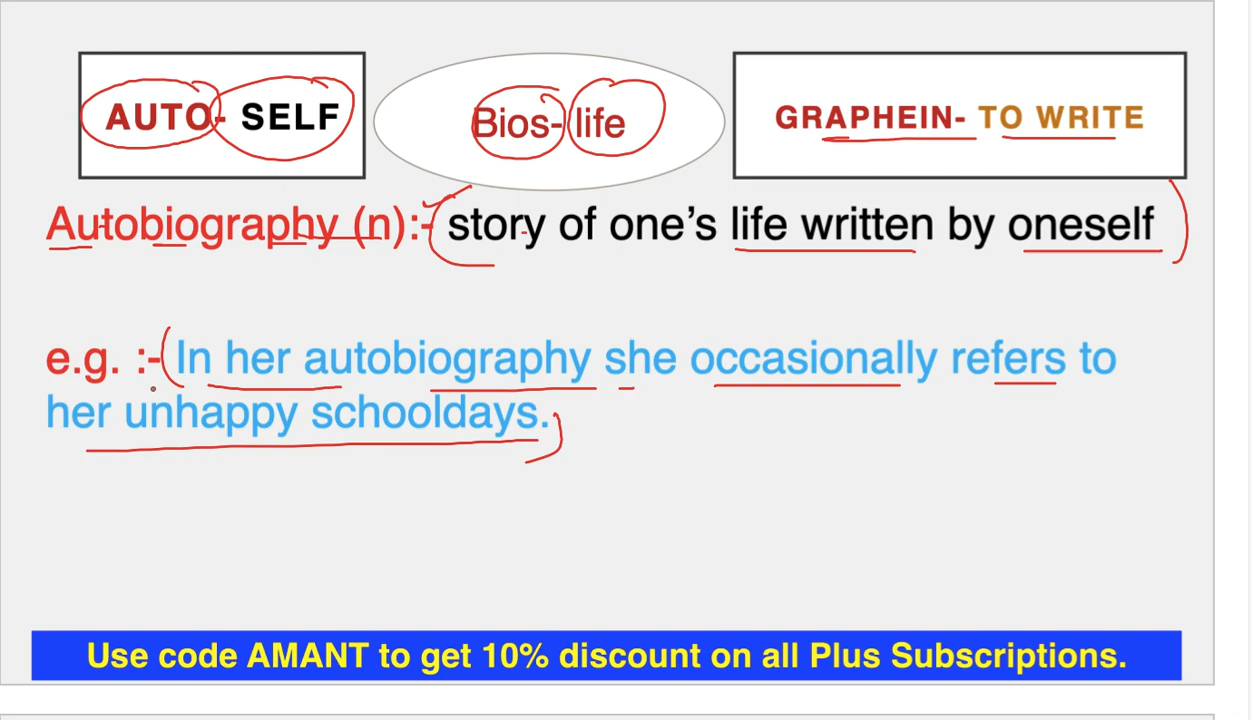 AUTO- SELF
Bios- life
GRAPHEIN- TO WRITE
Autobiography (n):- story of one's life written by oneself
e.g. :- In her autobiography she occasionally refers to
her unhappy schooldays.
Use code AMANT to get 10% discount on all Plus Subscriptions.